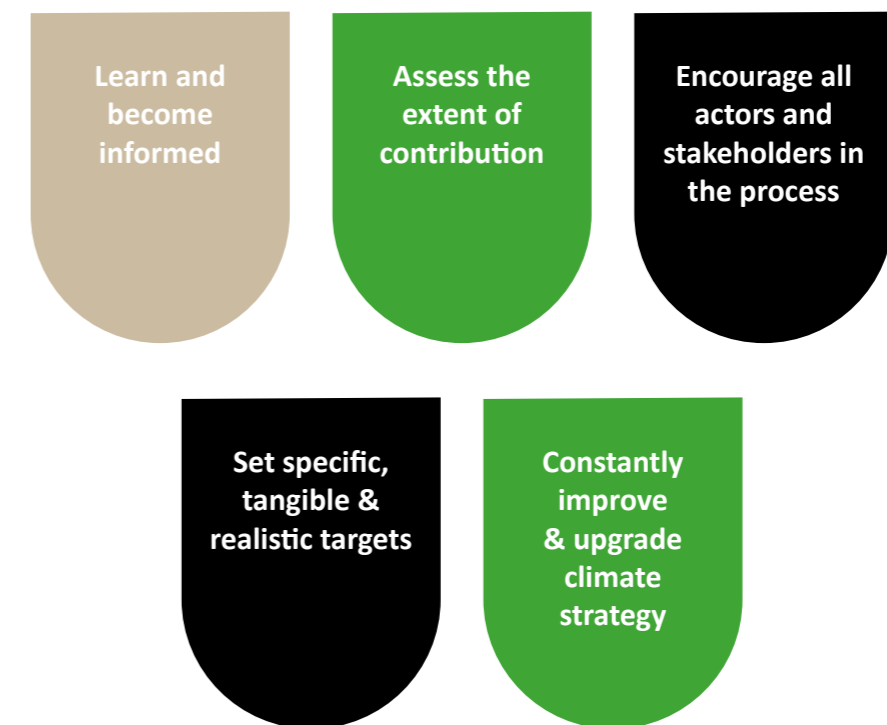 Learn and
become
informed
Assess the
extent of
contribution
Encourage all
actors and
stakeholders in
the process
Set specific,
tangible &
realistic targets
Constantly
improve
& upgrade
climate
strategy